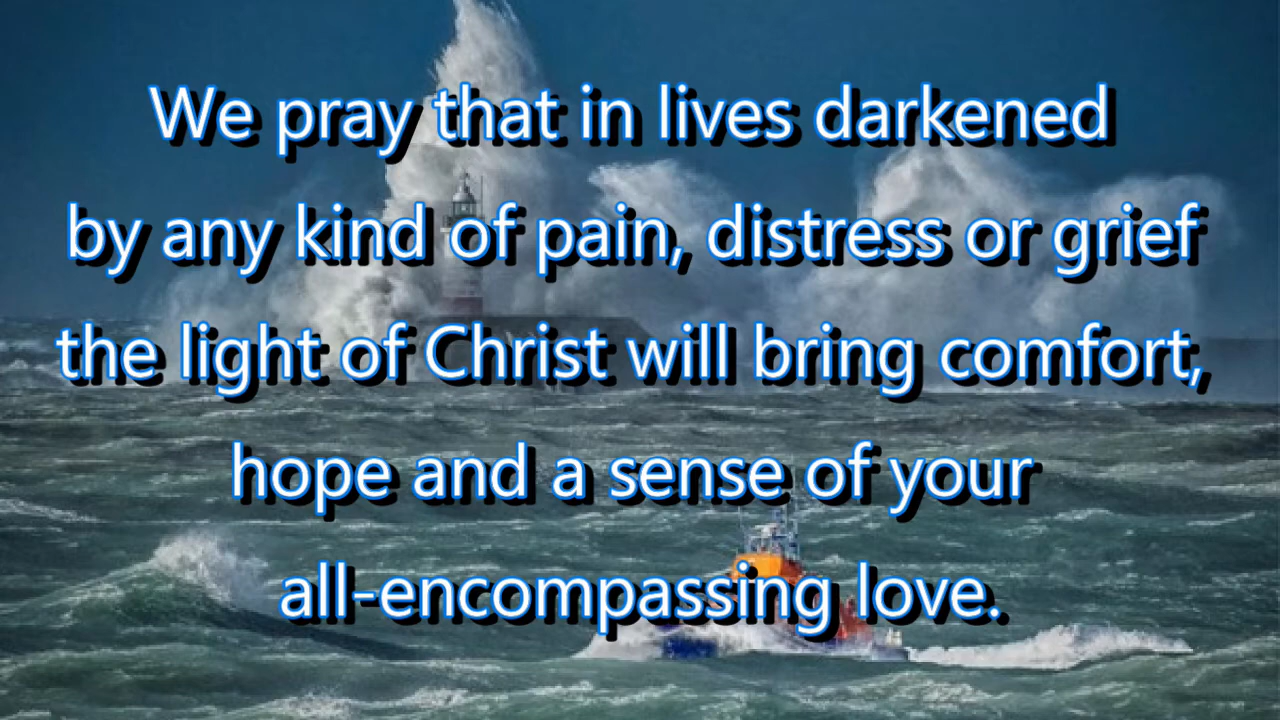 We pray that in lives darkened
by any kind of pain, distress or grief
the light of Christ will bring comfort,
hope and a sense of your
all-encompassing love.